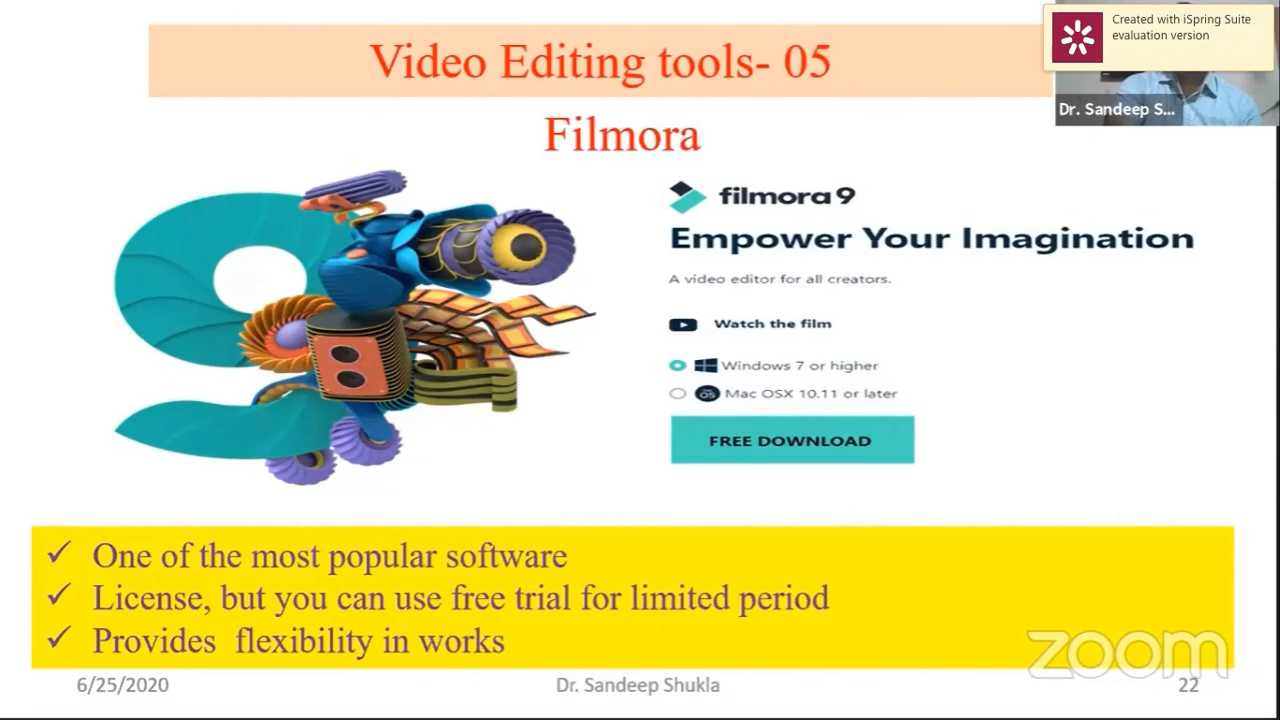 Video Editing tools- 05
Created with iSpring Suite
evaluation version
Dr. Sandeep S...
Filmora
filmora9
Empower Your Imagination
A video editor for all creators.
Watch the film
Windows 7 or higher
Mac OSX 10.11 or later
FREE DOWNLOAD
✓ One of the most popular software
✓ License, but you can use free trial for limited period
✓ Provides flexibility in works
zoom
6/25/2020 Dr. Sandeep Shukla 22